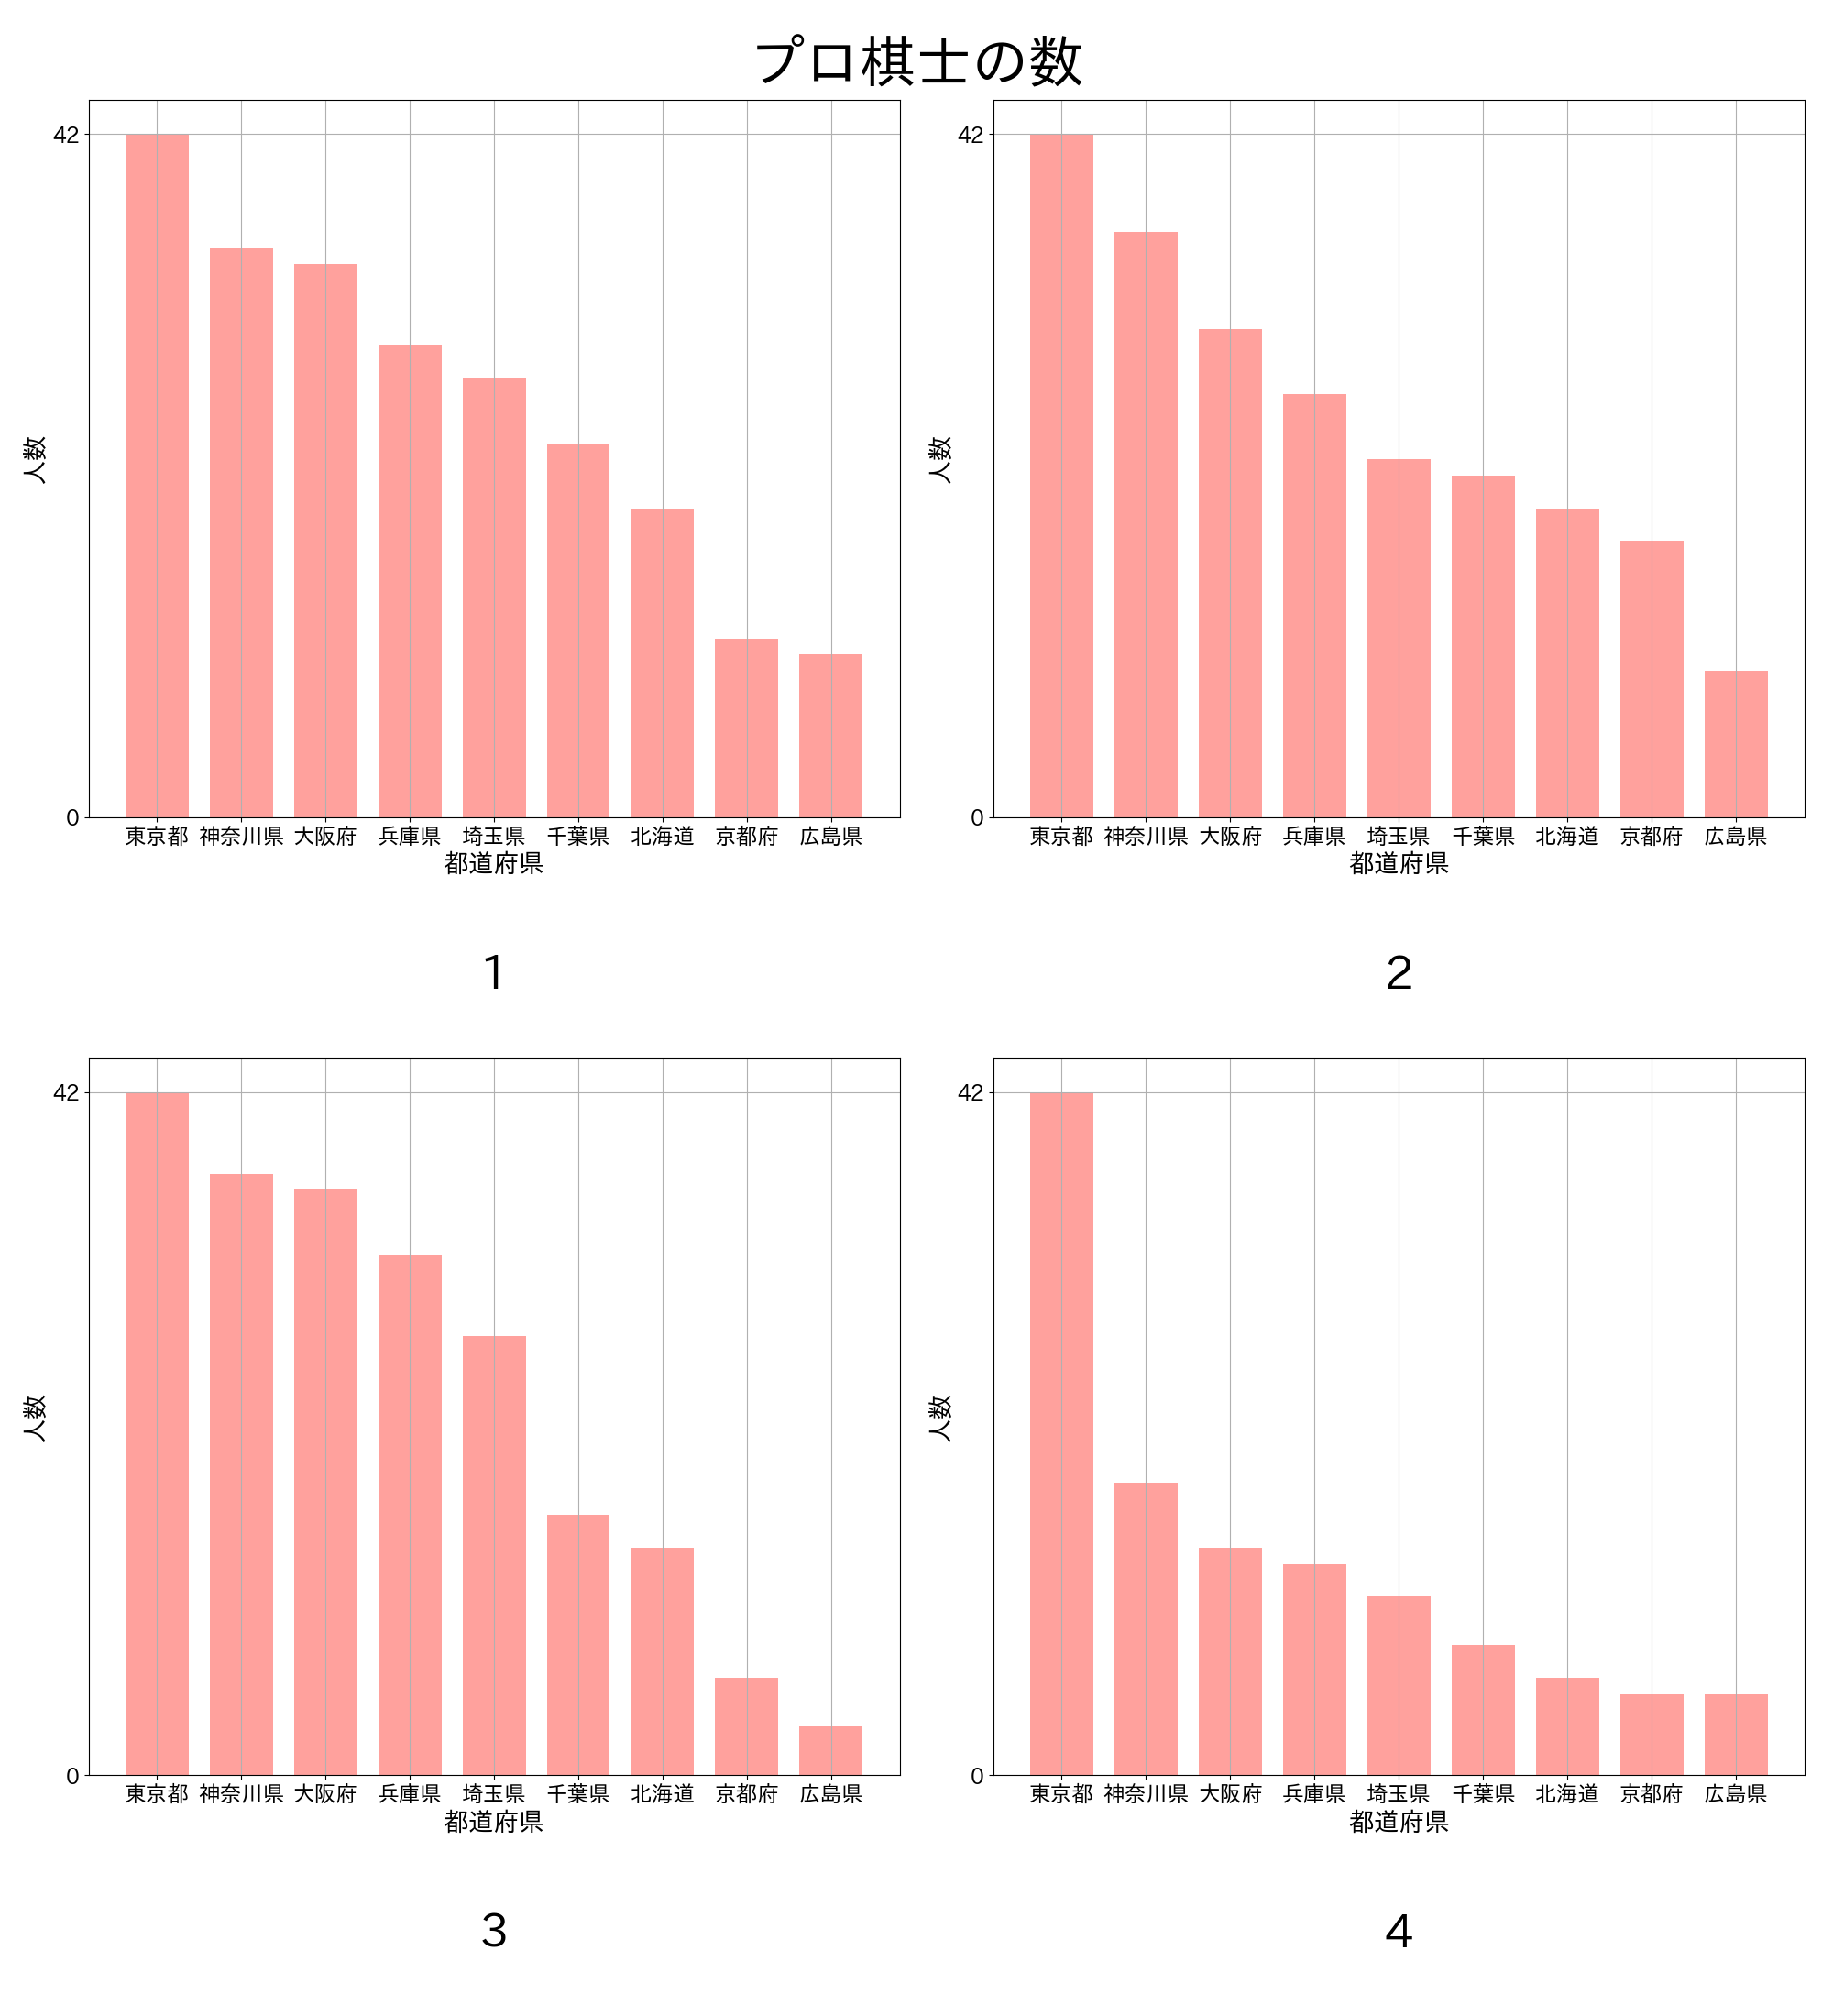 プロ棋士の数
42
0
人数
東京都 神奈川県 大阪府 兵庫県 埼玉県 千葉県 北海道 京都府 広島県
都道府県
1
42
0
人数
東京都 神奈川県 大阪府 兵庫県 埼玉県 千葉県 北海道 京都府 広島県
都道府県
2
42
0
人数
東京都 神奈川県 大阪府 兵庫県 埼玉県 千葉県 北海道 京都府 広島県
都道府県
3
42
0
人数
東京都 神奈川県 大阪府 兵庫県 埼玉県 千葉県 北海道 京都府 広島県
都道府県
4